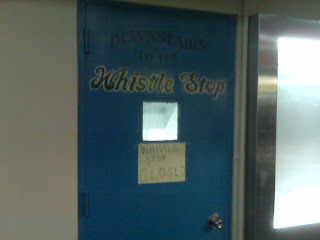 DOWNSTAIRS
TO THE
Whistle Stop
WHISTLE
STOP
CLOSED